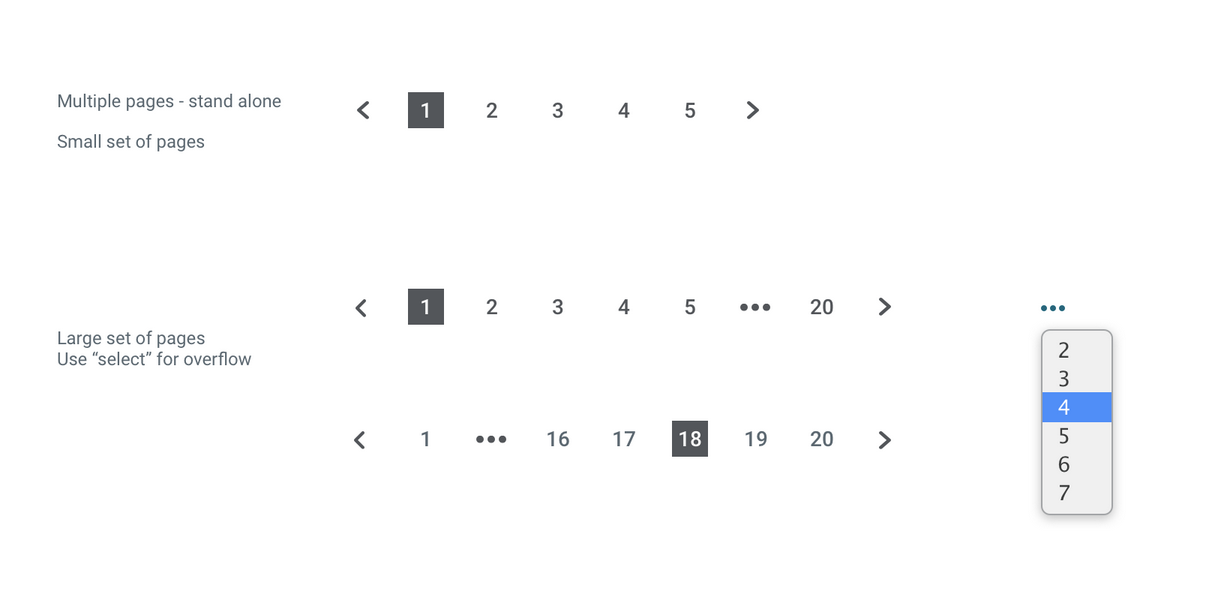 Multiple pages - stand alone
Small set of pages
1 2 3 4 5
1 2 3 4 5 ••• 20
Large set of pages
Use “select” for overflow
1 ••• 16 17 18 19 20
•••
2
3
4
5
6
7